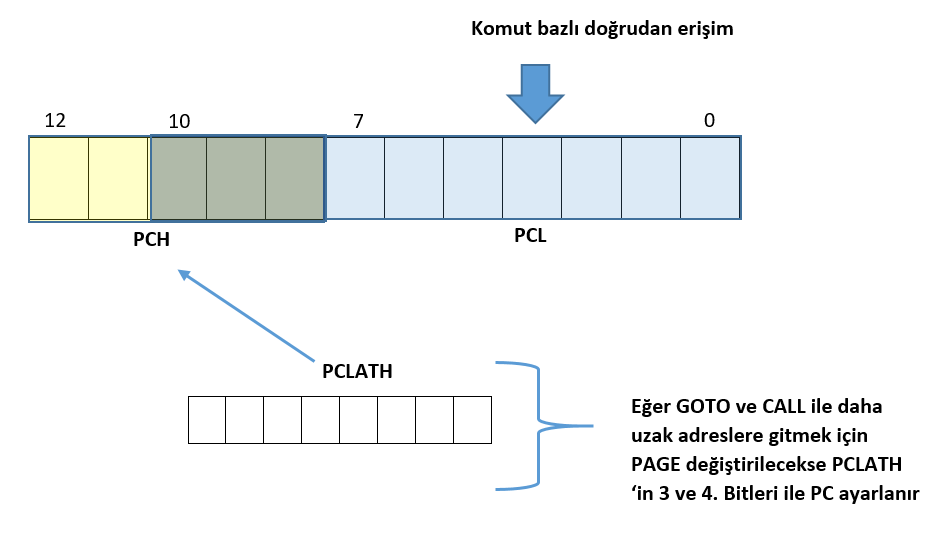 Komut bazlı doğrudan erişim
12 10 7 0
PCH PCL
PCLATH
Eğer GOTO ve CALL ile daha
uzak adreslere gitmek için
PAGE değiştirilecekse PCLATH
‘in 3 ve 4. Bitleri ile PC ayarlanır